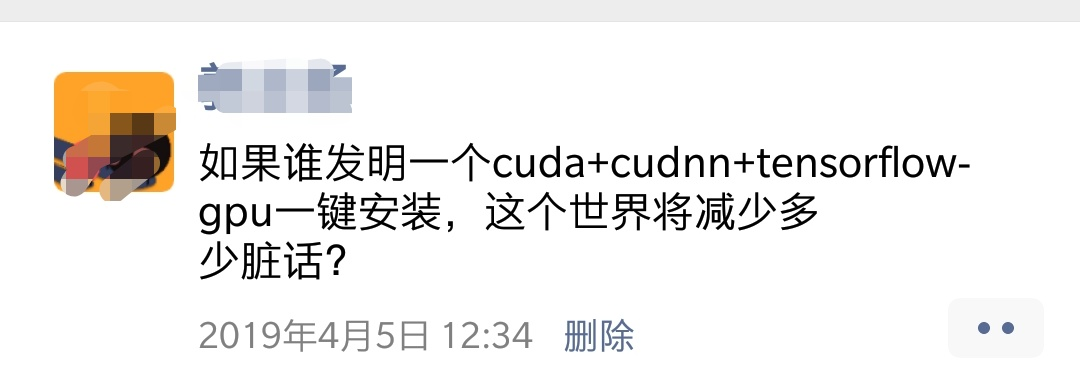 如果谁发明一个cuda+cudnn+tensorflow-
gpu一键安装，这个世界将减少多
少脏话？
2019年4月5日 12:34 删除